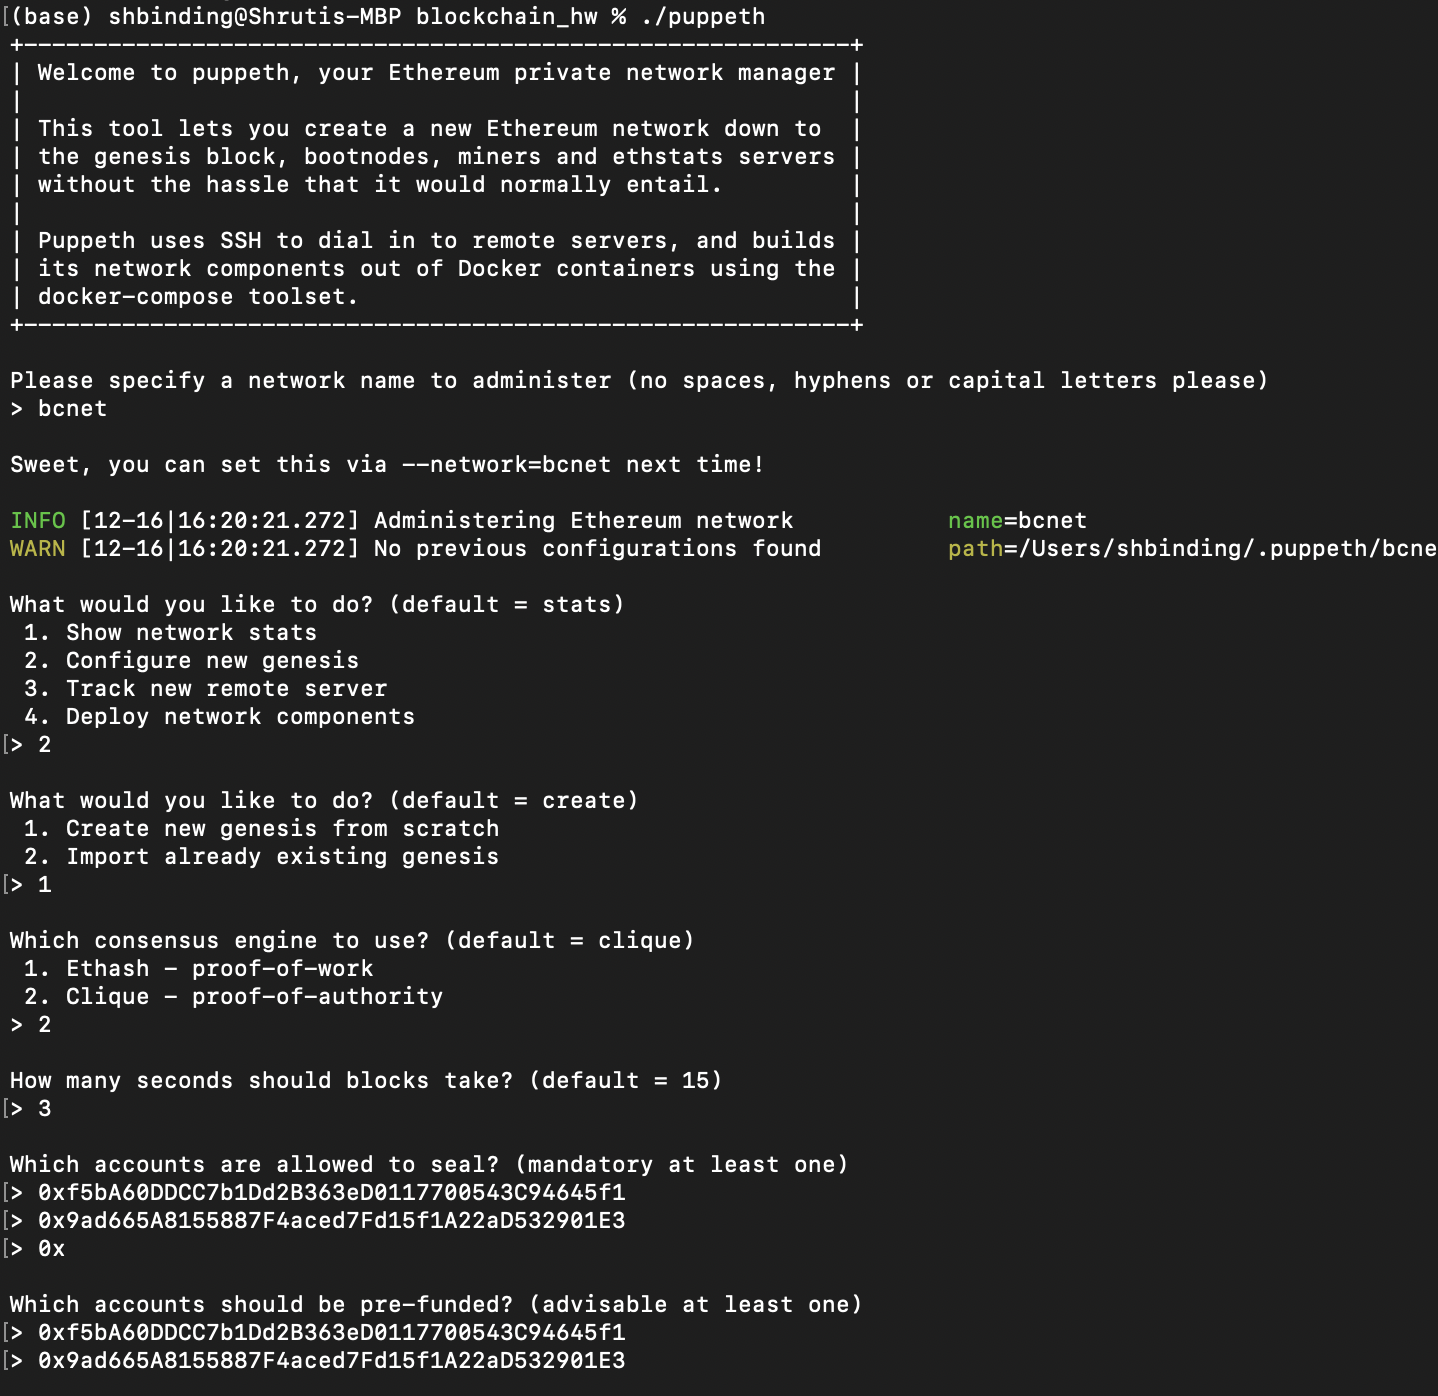 (base) shbinding@Shrutis-MBP blockchain_hw % ./puppeth
+-----------------------------------------------------------+
| Welcome to puppeth, your Ethereum private network manager |
|                                                           |
| This tool lets you create a new Ethereum network down to  |
| the genesis block, bootnodes, miners and ethstats servers |
| without the hassle that it would normally entail.         |
|                                                           |
| Puppeth uses SSH to dial in to remote servers, and builds |
| its network components out of Docker containers using the |
| docker-compose toolset.                                   |
+-----------------------------------------------------------+
Please specify a network name to administer (no spaces, hyphens or capital letters please)
> bcnet
Sweet, you can set this via --network=bcnet next time!
INFO [12-16|16:20:21.272] Administering Ethereum network           name=bcnet
WARN [12-16|16:20:21.272] No previous configurations found         path=/Users/shbinding/.puppeth/bcne
What would you like to do? (default = stats)
 1. Show network stats
 2. Configure new genesis
 3. Track new remote server
 4. Deploy network components
> 2
What would you like to do? (default = create)
 1. Create new genesis from scratch
 2. Import already existing genesis
> 1
Which consensus engine to use? (default = clique)
 1. Ethash - proof-of-work
 2. Clique - proof-of-authority
> 2
How many seconds should blocks take? (default = 15)
> 3
Which accounts are allowed to seal? (mandatory at least one)
> 0xf5bA60DDCC7b1Dd2B363eD0117700543C94645f1
> 0x9ad665A8155887F4aced7Fd15f1A22aD532901E3
> 0x
Which accounts should be pre-funded? (advisable at least one)
> 0xf5bA60DDCC7b1Dd2B363eD0117700543C94645f1
> 0x9ad665A8155887F4aced7Fd15f1A22aD532901E3